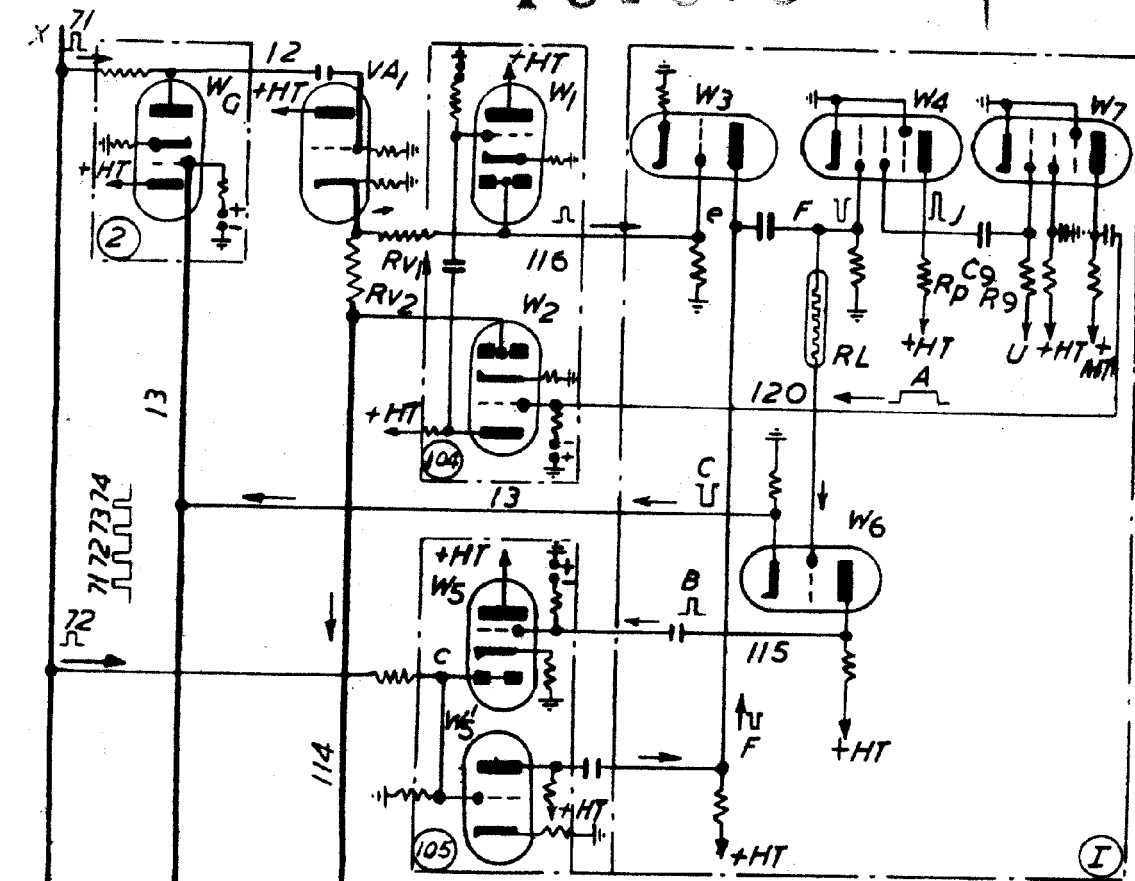 X
71
12
+HT
VA1
WG
+HT
2
+HT
W1
W3
W4
W7
116
e
F
J
RV1
RV2
W2
RP
C9
R9
+HT
U
+HT
+
HT
RL
120
A
+HT
104
13
13
C
W6
71 72 73 74
+HT
W5
B
72
115
C
W5'
F
+HT
114
+HT
+HT
105
I